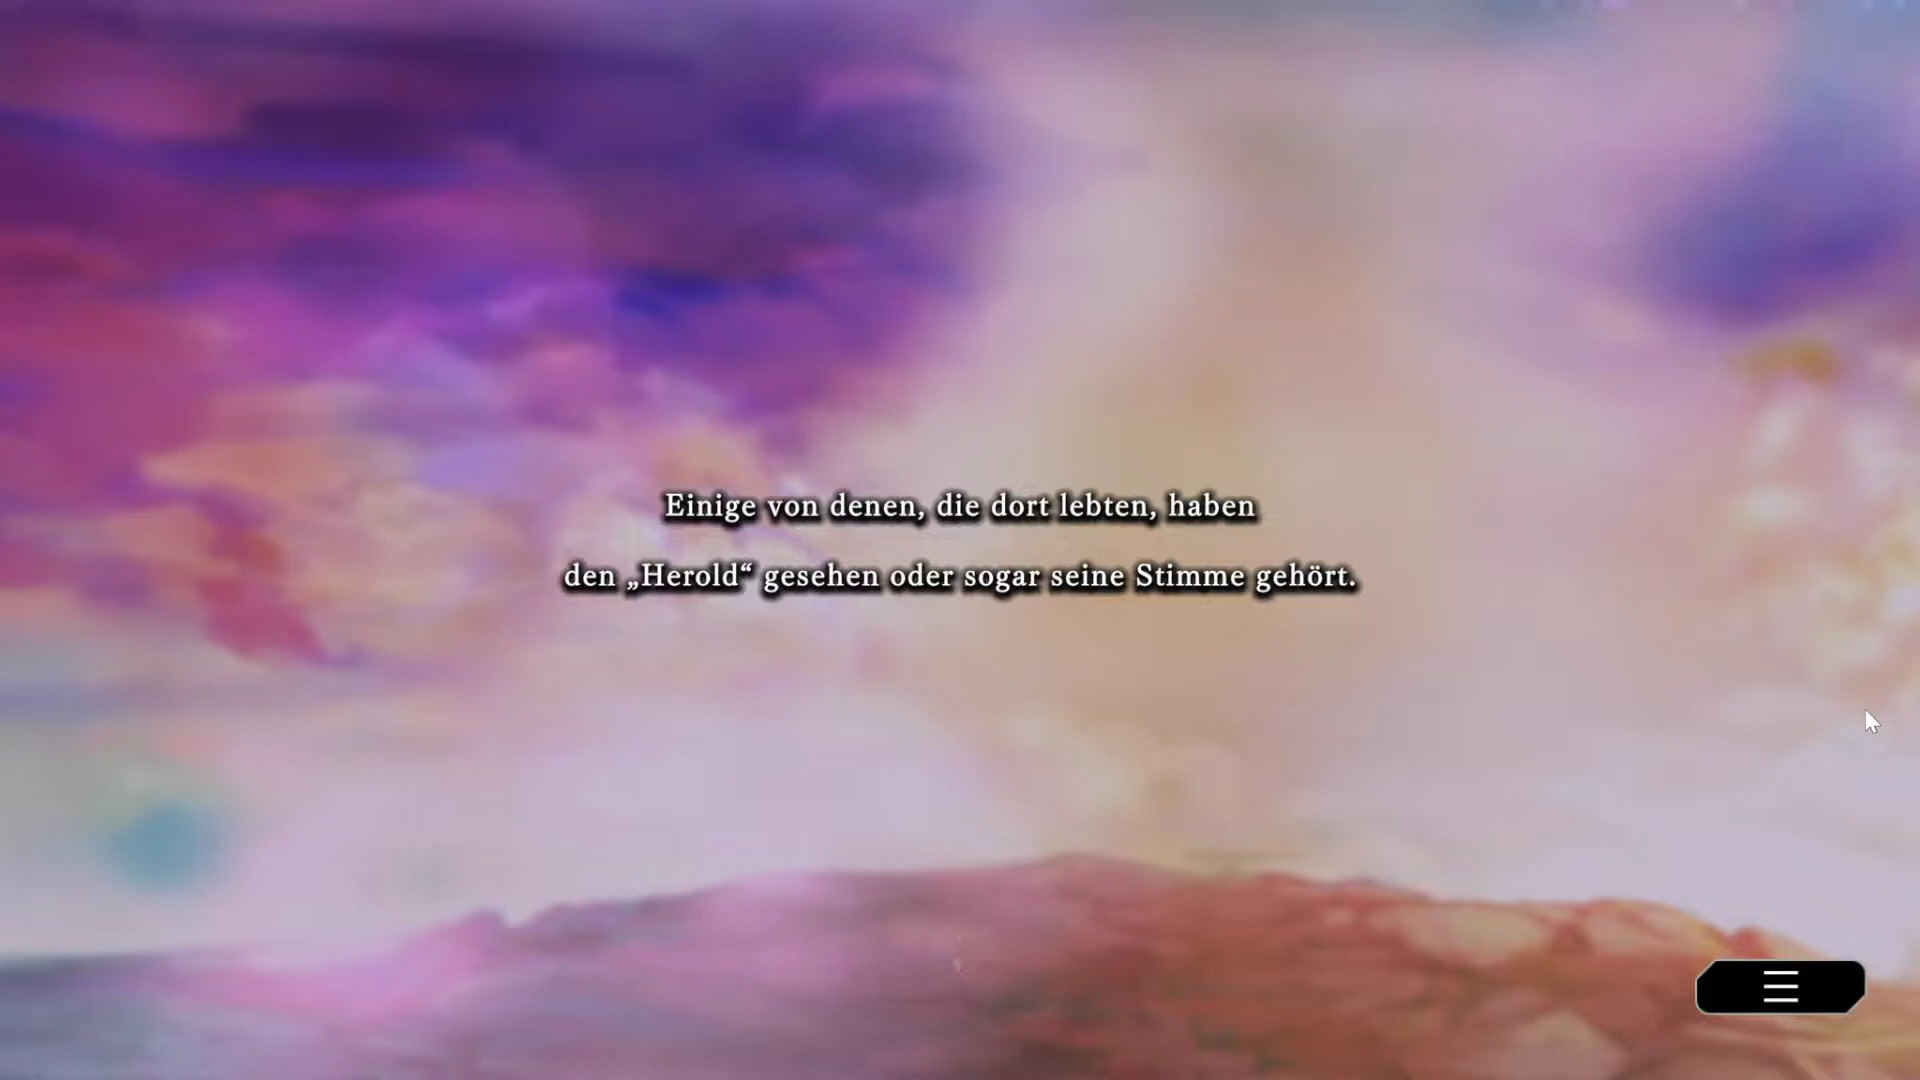 Einige von denen, die dort lebten, haben
den „Herold“ gesehen oder sogar seine Stimme gehört.